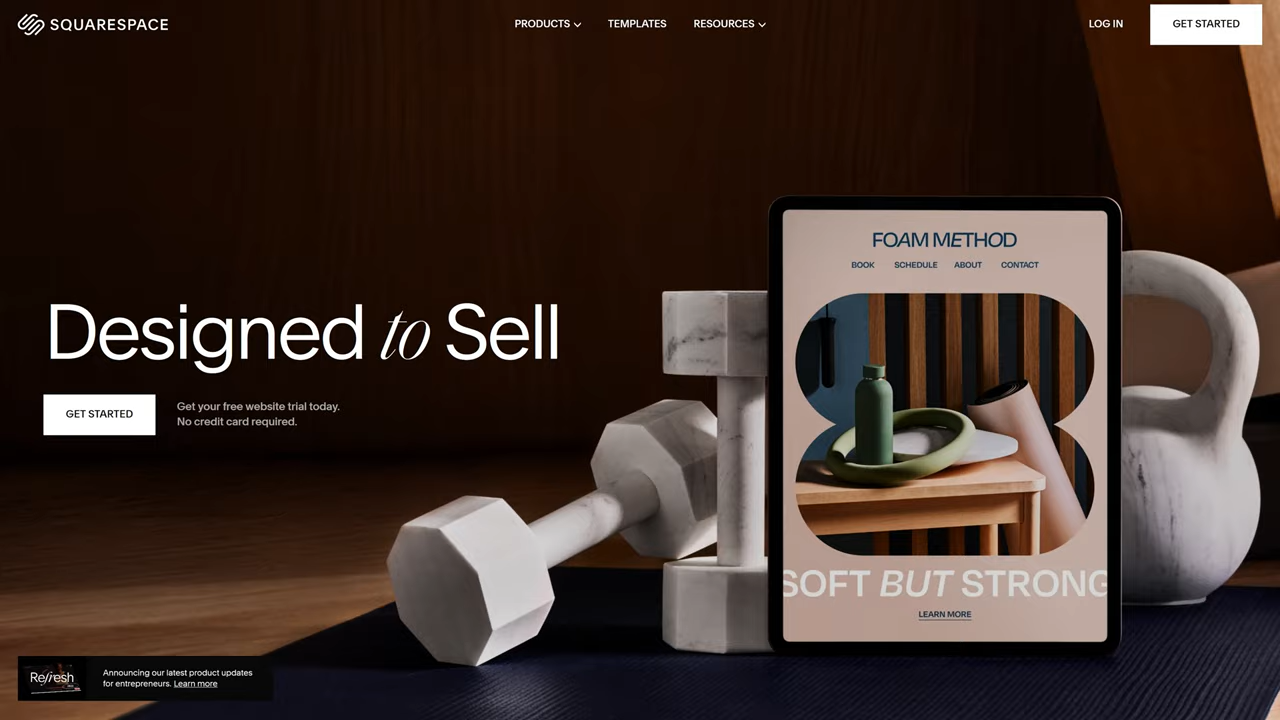 SQUARESPACE
PRODUCTS
TEMPLATES
RESOURCES
LOG IN
GET STARTED
Designed to Sell
GET STARTED
Get your free website trial today.
No credit card required.
FOAM METHOD
BOOK SCHEDULE ABOUT CONTACT
SOFT BUT STRONG
LEARN MORE
Refresh
Announcing our latest product updates
for entrepreneurs. Learn more